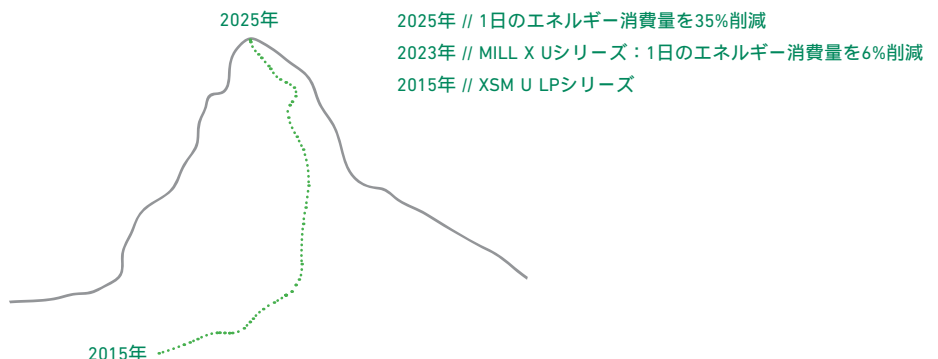 2025年
2025年 // 1日のエネルギー消費量を35%削減
2023年 // MILL X Uシリーズ：1日のエネルギー消費量を6%削減
2015年 // XSM U LPシリーズ
2015年